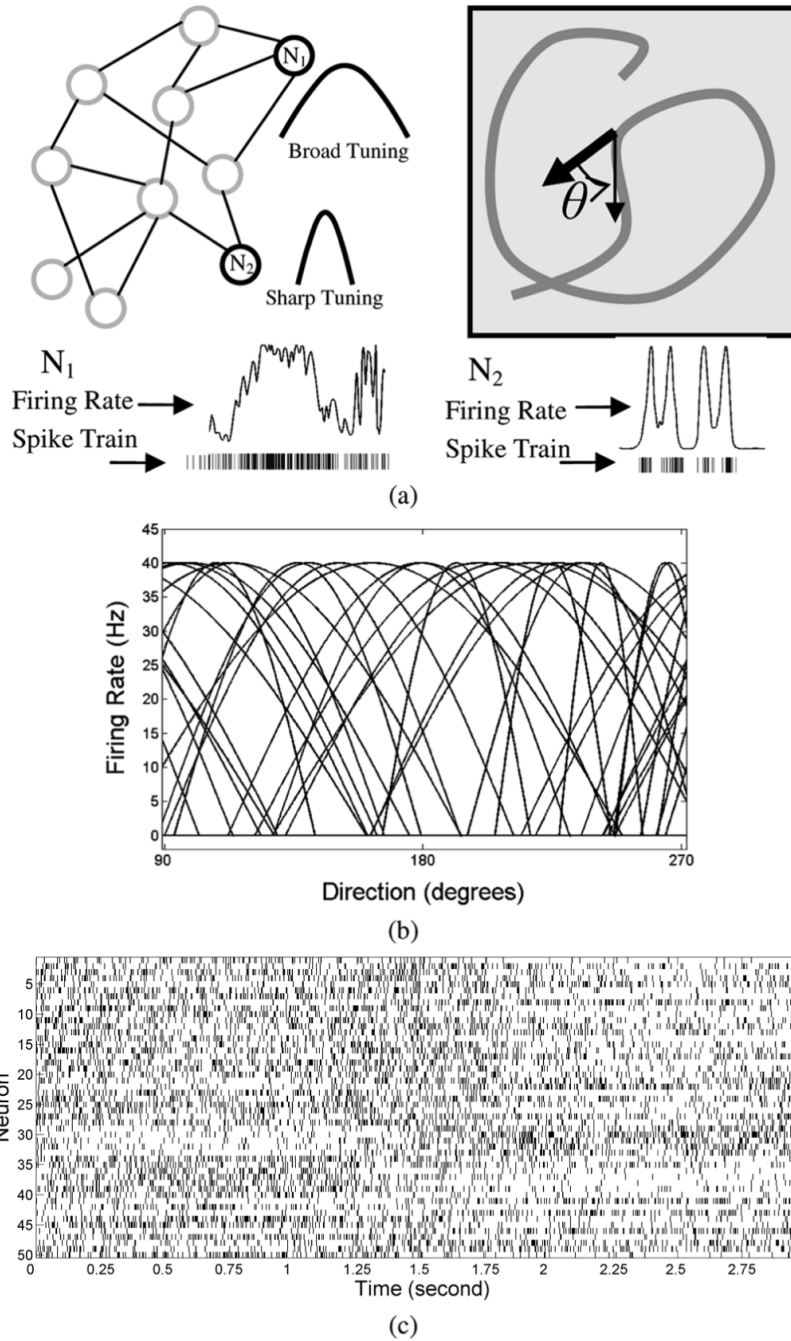 N1
Broad Tuning
N2
Sharp Tuning
θ
N1
Firing Rate
Spike Train
N2
Firing Rate
Spike Train
(a)
45
40
35
30
25
20
15
10
5
0
Firing Rate (Hz)
90 180 270
Direction (degrees)
(b)
5
10
15
20
25
30
35
40
45
50
Neuron
0 0.25 0.5 0.75 1 1.25 1.5 1.75 2 2.25 2.5 2.75
Time (second)
(c)